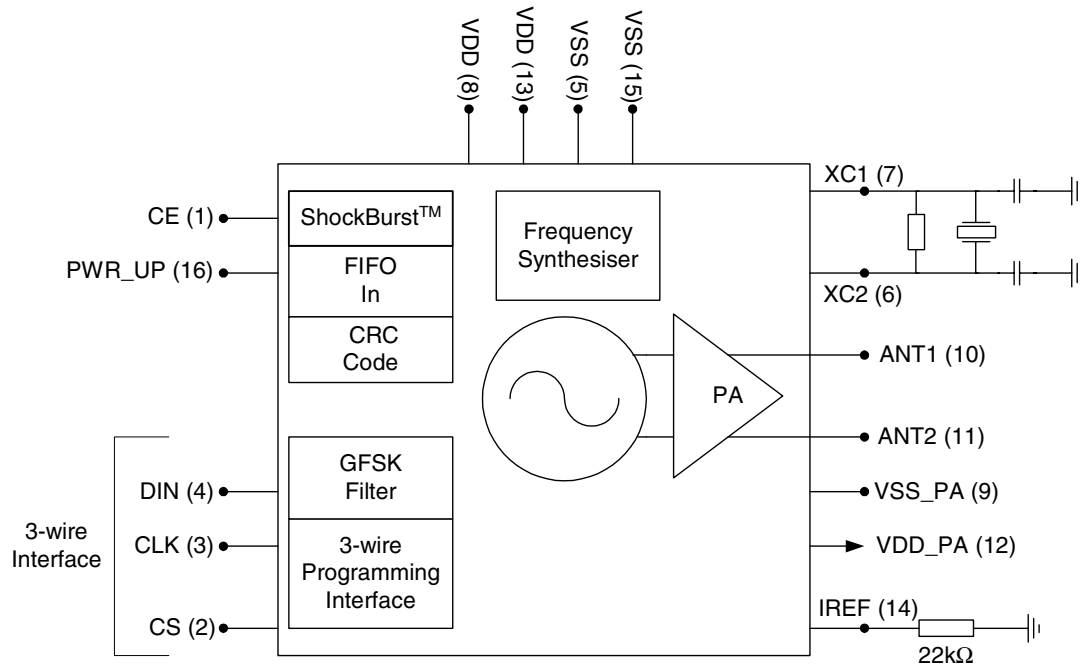 VDD (8)
VDD (13)
VSS (5)
VSS (15)
CE (1)
PWR_UP (16)
ShockBurst™
FIFO
In
CRC
Code
Frequency
Synthesiser
XC1 (7)
XC2 (6)
PA
ANT1 (10)
ANT2 (11)
VSS_PA (9)
VDD_PA (12)
IREF (14)
22kΩ
3-wire
Interface
DIN (4)
CLK (3)
CS (2)
GFSK
Filter
3-wire
Programming
Interface